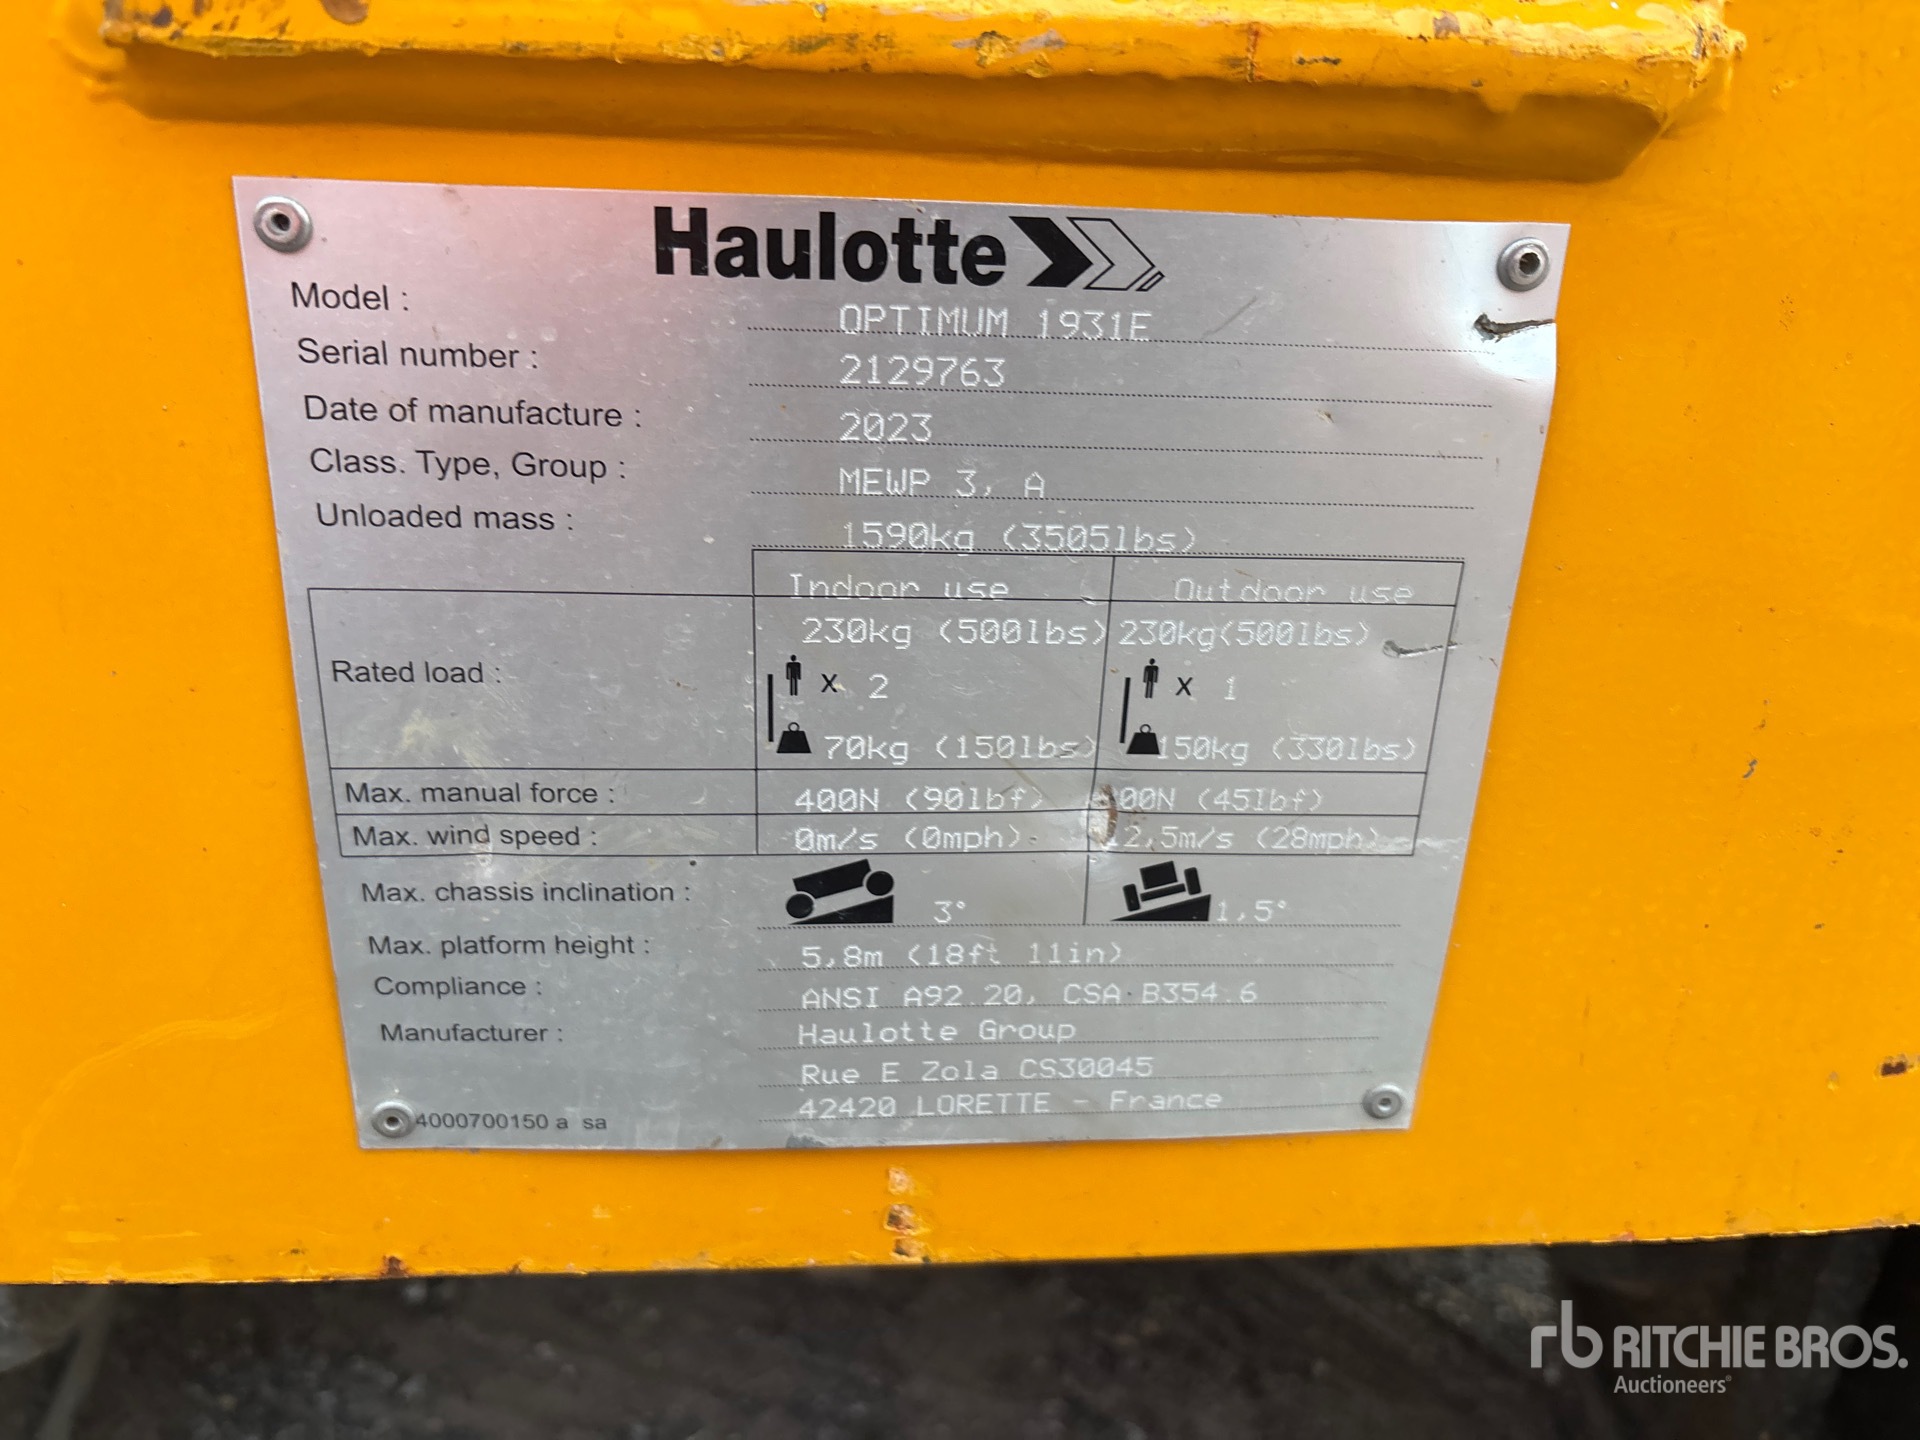 Haulotte
Model : OPTIMUM 1931E
Serial number : 2129763
Date of manufacture : 2023
Class. Type, Group : MEWP 3, A
Unloaded mass : 1590kg (3505lbs)
Indoor use Outdoor use
230kg (500lbs) 230kg(500lbs)
Rated load : x 2 x 1
70kg (150lbs) 150kg (330lbs)
Max. manual force : 400N (90lbf) (45lbf)
Max. wind speed : 0m/s (0mph) 12,5m/s (28mph)
Max. chassis inclination : 3° 1,5°
Max. platform height : 5,8m (18ft 11in)
Compliance : ANSI A92.20, CSA B354.6
Manufacturer : Haulotte Group
Rue E Zola CS30045
42420 LORETTE - France
4000700150 a sa
rb RITCHIE BROS.
Auctioneers®